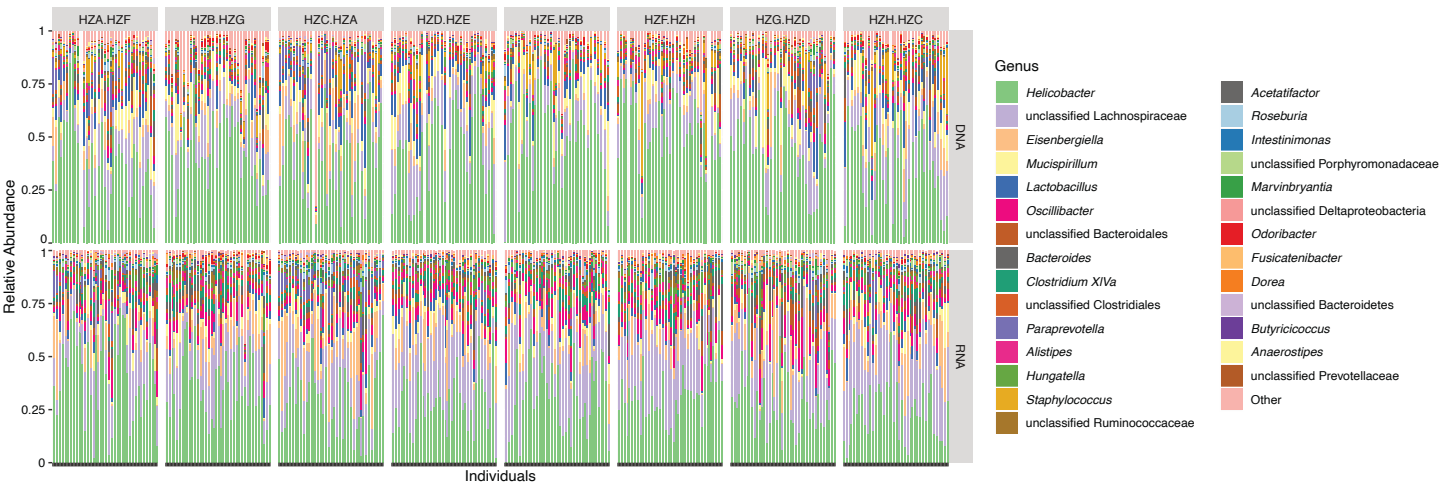 HZA.HZF HZB.HZG HZC.HZA HZD.HZE HZE.HZB HZF.HZH HZG.HZD HZH.HZC
1
0.75
0.5
0.25
0
DNA
1
0.75
0.5
0.25
0
RNA
Relative Abundance
Individuals
Genus
Helicobacter
unclassified Lachnospiraceae
Eisenbergiella
Mucispirillum
Lactobacillus
Oscillibacter
unclassified Bacteroidales
Bacteroides
Clostridium XIVa
unclassified Clostridiales
Paraprevotella
Alistipes
Hungatella
Staphylococcus
unclassified Ruminococcaceae
Acetatifactor
Roseburia
Intestinimonas
unclassified Porphyromonadaceae
Marvinbryantia
unclassified Deltaproteobacteria
Odoribacter
Fusicatenibacter
Dorea
unclassified Bacteroidetes
Butyricicoccus
Anaerostipes
unclassified Prevotellaceae
Other